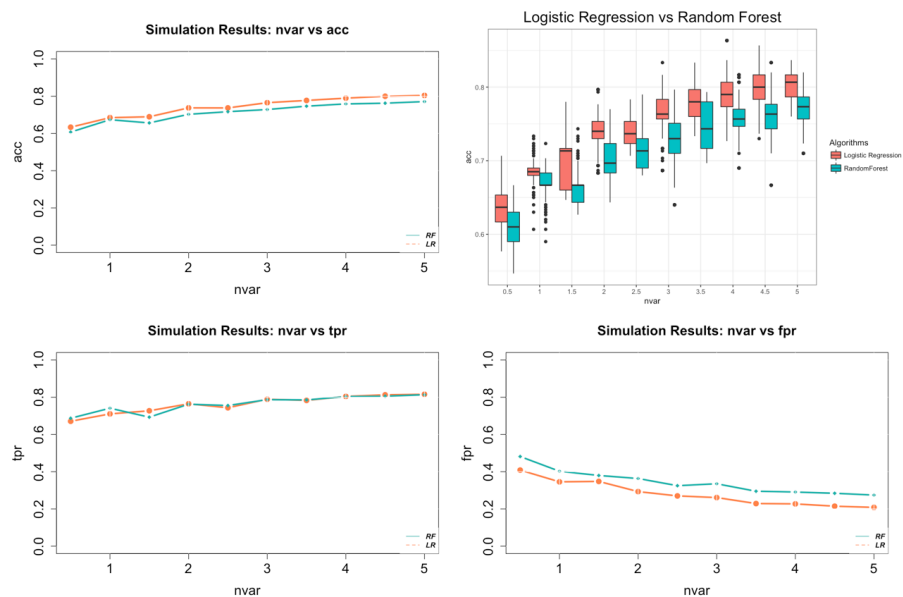 Simulation Results: nvar vs acc
acc
0.0 0.2 0.4 0.6 0.8 1.0
1 2 3 4 5
nvar
RF
LR
Logistic Regression vs Random Forest
acc
0.8
0.7
0.6
0.5 1 1.5 2 2.5 3 3.5 4 4.5 5
nvar
Algorithms
Logistic Regression
RandomForest
Simulation Results: nvar vs tpr
tpr
0.0 0.2 0.4 0.6 0.8 1.0
1 2 3 4 5
nvar
RF
LR
Simulation Results: nvar vs fpr
fpr
0.0 0.2 0.4 0.6 0.8 1.0
1 2 3 4 5
nvar
RF
LR